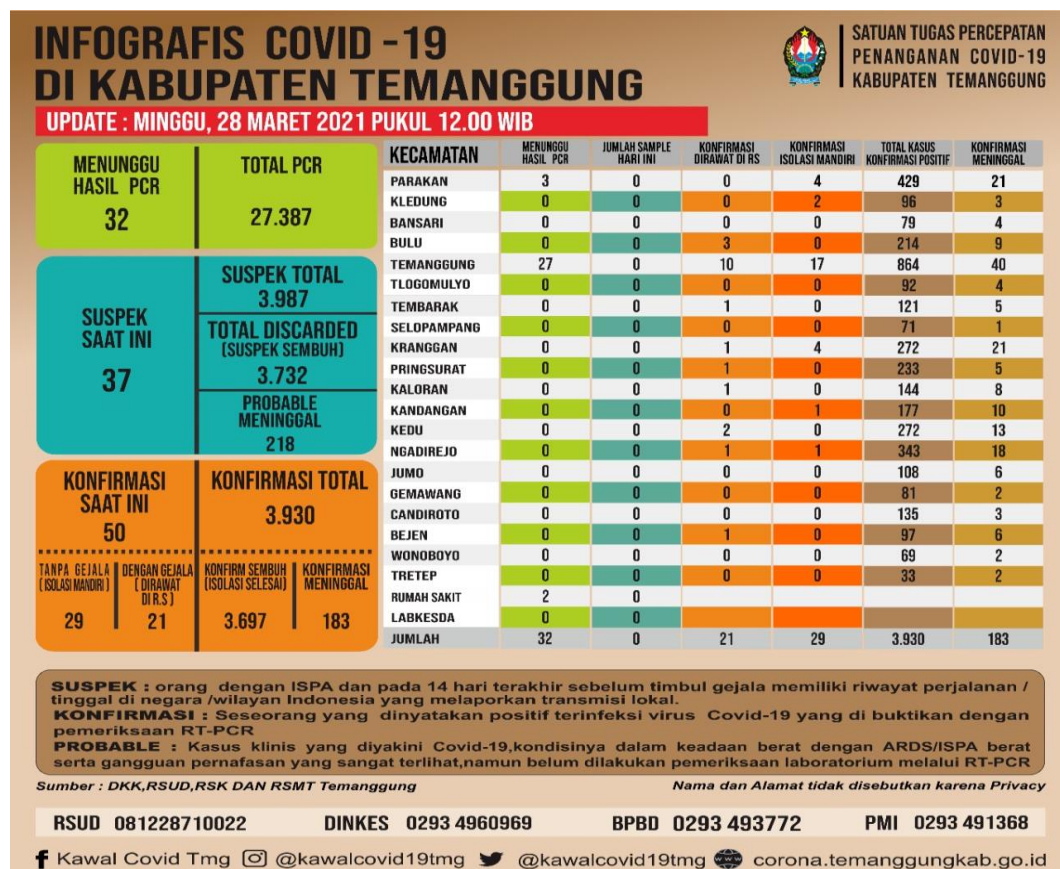 INFOGRAFIS COVID -19
DI KABUPATEN TEMANGGUNG
SATUAN TUGAS PERCEPATAN
PENANGANAN COVID-19
KABUPATEN TEMANGGUNG
UPDATE : MINGGU, 28 MARET 2021 PUKUL 12.00 WIB
MENUNGGU
HASIL PCR
32
TOTAL PCR
27.387
SUSPEK
SAAT INI
37
SUSPEK TOTAL
3.987
TOTAL DISCARDED
(SUSPEK SEMBUH)
3.732
PROBABLE
MENINGGAL
218
KONFIRMASI
SAAT INI
50
KONFIRMASI TOTAL
3.930
TANPA GEJALA
( ISOLASI MANDIRI )
29
DENGAN GEJALA
( DIRAWAT
DI R.S )
21
KONFIRM SEMBUH
(ISOLASI SELESAI)
3.697
KONFIRMASI
MENINGGAL
183
KECAMATAN MENUNGGU HASIL PCR JUMLAH SAMPLE HARI INI KONFIRMASI DIRAWAT DI RS KONFIRMASI ISOLASI MANDIRI TOTAL KASUS KONFIRMASI POSITIF KONFIRMASI MENINGGAL
PARAKAN 3 0 0 4 429 21
KLEDUNG 0 0 0 2 96 3
BANSARI 0 0 0 0 79 4
BULU 0 0 3 0 214 9
TEMANGGUNG 27 0 10 17 864 40
TLOGOMULYO 0 0 0 0 92 4
TEMBARAK 0 0 1 0 121 5
SELOPAMPANG 0 0 0 0 71 1
KRANGGAN 0 0 1 4 272 21
PRINGSURAT 0 0 1 0 233 5
KALORAN 0 0 1 0 144 8
KANDANGAN 0 0 0 1 177 10
KEDU 0 0 2 0 272 13
NGADIREJO 0 0 1 1 343 18
JUMO 0 0 0 0 108 6
GEMAWANG 0 0 0 0 81 2
CANDIROTO 0 0 0 0 135 3
BEJEN 0 0 1 0 97 6
WONOBOYO 0 0 0 0 69 2
TRETEP 0 0 0 0 33 2
RUMAH SAKIT 2 0
LABKESDA 0 0
JUMLAH 32 0 21 29 3.930 183
SUSPEK : orang dengan ISPA dan pada 14 hari terakhir sebelum timbul gejala memiliki riwayat perjalanan /
tinggal di negara /wilayan Indonesia yang melaporkan transmisi lokal.
KONFIRMASI : Seseorang yang dinyatakan positif terinfeksi virus Covid-19 yang di buktikan dengan
pemeriksaan RT-PCR
PROBABLE : Kasus klinis yang diyakini Covid-19,kondisinya dalam keadaan berat dengan ARDS/ISPA berat
serta gangguan pernafasan yang sangat terlihat,namun belum dilakukan pemeriksaan laboratorium melalui RT-PCR
Sumber : DKK,RSUD,RSK DAN RSMT Temanggung
Nama dan Alamat tidak disebutkan karena Privacy
RSUD 081228710022 DINKES 0293 4960969 BPBD 0293 493772 PMI 0293 491368
Kawal Covid Tmg @kawalcovid19tmg @kawalcovid19tmg corona.temanggungkab.go.id